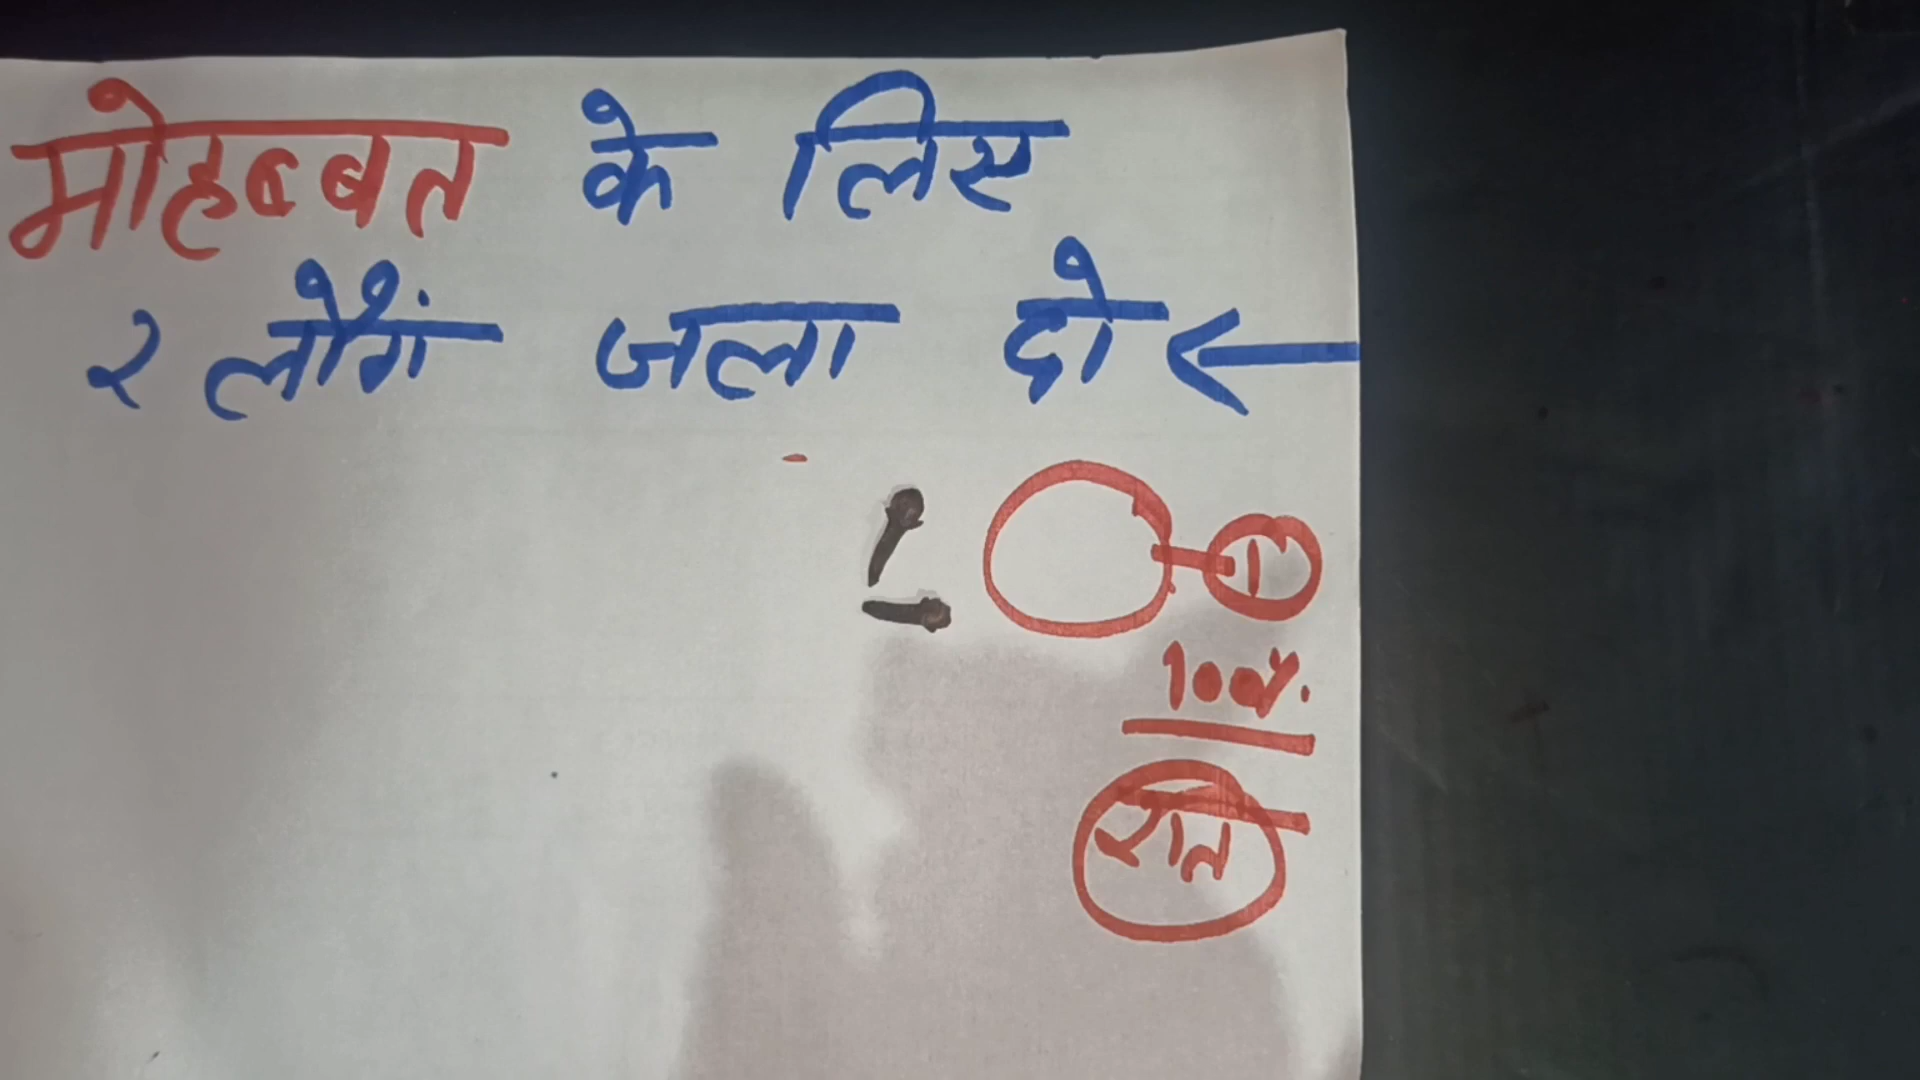 मोहब्बत के लिए
२ लौंग जला दो
1
100%
रात